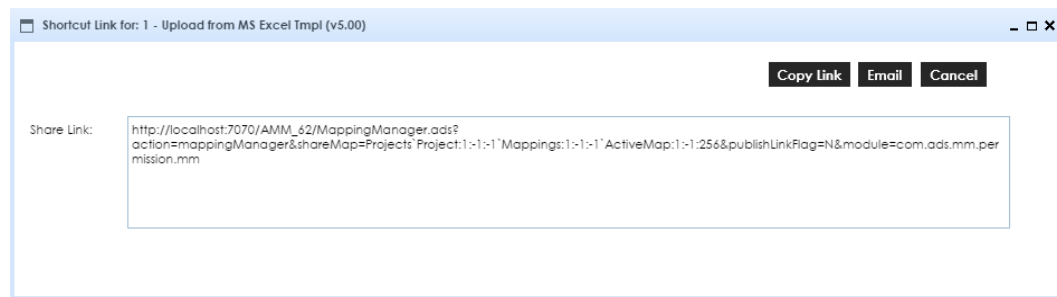 Shortcut Link for: 1 - Upload from MS Excel Tmpl (v5.00)
Copy Link Email Cancel
Share Link:
http://localhost:7070/AMM_62/MappingManager.ads?
action=mappingManager&shareMap=Projects`Project:1:-1:-1`Mappings:1:-1:-1`ActiveMap:1:-1:256&publishLinkFlag=N&module=com.ads.mm.per
mission.mm